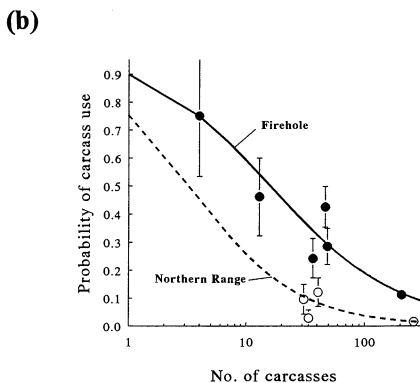 (b)
Probability of carcass use
0.9
0.8
0.7
0.6
0.5
0.4
0.3
0.2
0.1
0.0
Firehole
Northern Range
1
10
100
No. of carcasses